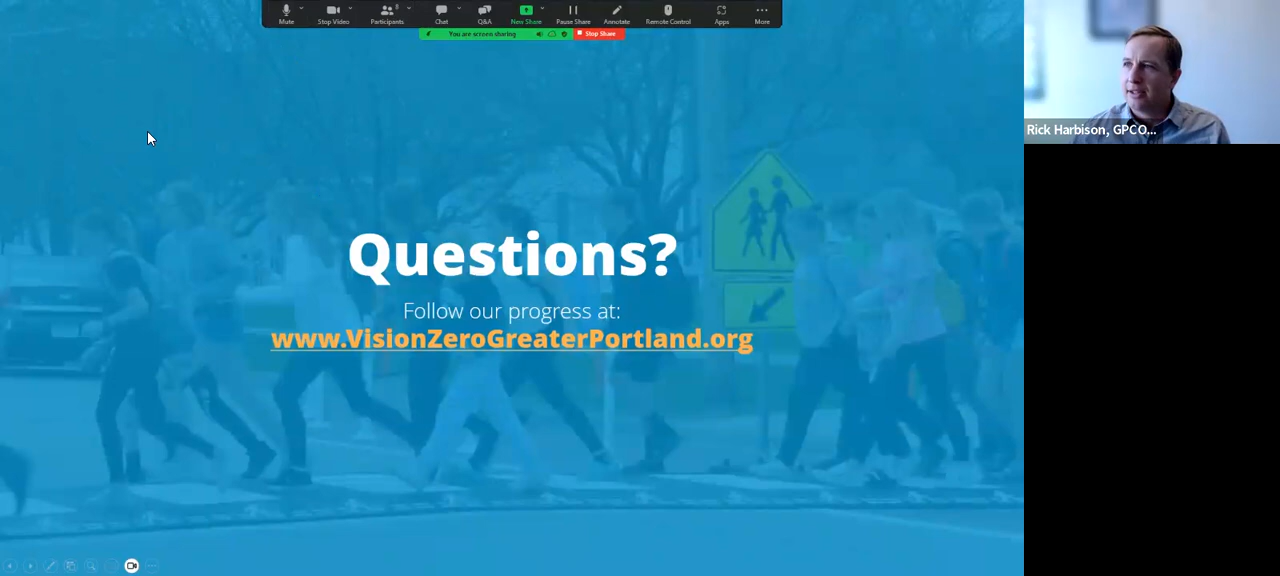 Mute
Stop Video
Participants
8
Chat
Q&A
New Share
Pause Share
Annotate
Remote Control
Apps
More
You are screen sharing
Stop Share
Rick Harbison, GPCO...
Questions?
Follow our progress at:
www.VisionZeroGreaterPortland.org